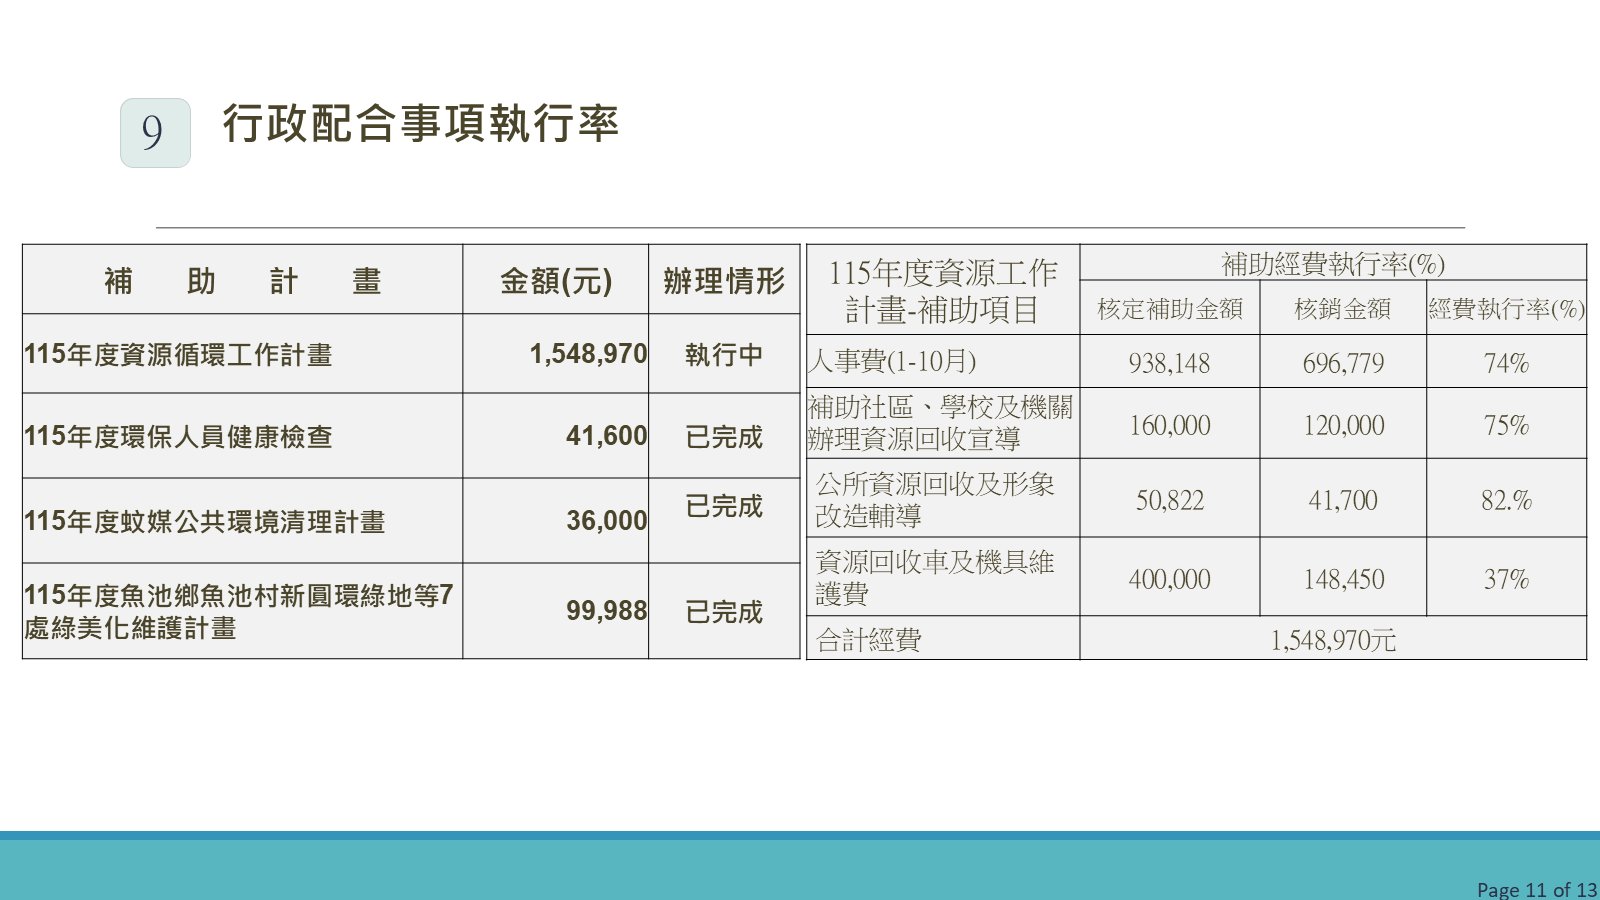 9
行政配合事項執行率
補 助 計 畫
金額(元)
辦理情形
115年度資源循環工作計畫
1,548,970
執行中
115年度環保人員健康檢查
41,600
已完成
115年度蚊媒公共環境清理計畫
36,000
已完成
115年度魚池鄉魚池村新圓環綠地等7
處綠美化維護計畫
99,988
已完成
115年度資源工作
計畫-補助項目
補助經費執行率(%)
核定補助金額
核銷金額
經費執行率(%)
人事費(1-10月)
938,148
696,779
74%
補助社區、學校及機關
辦理資源回收宣導
160,000
120,000
75%
公所資源回收及形象
改造輔導
50,822
41,700
82.%
資源回收車及機具維
護費
400,000
148,450
37%
合計經費
1,548,970元
Page 11 of 13